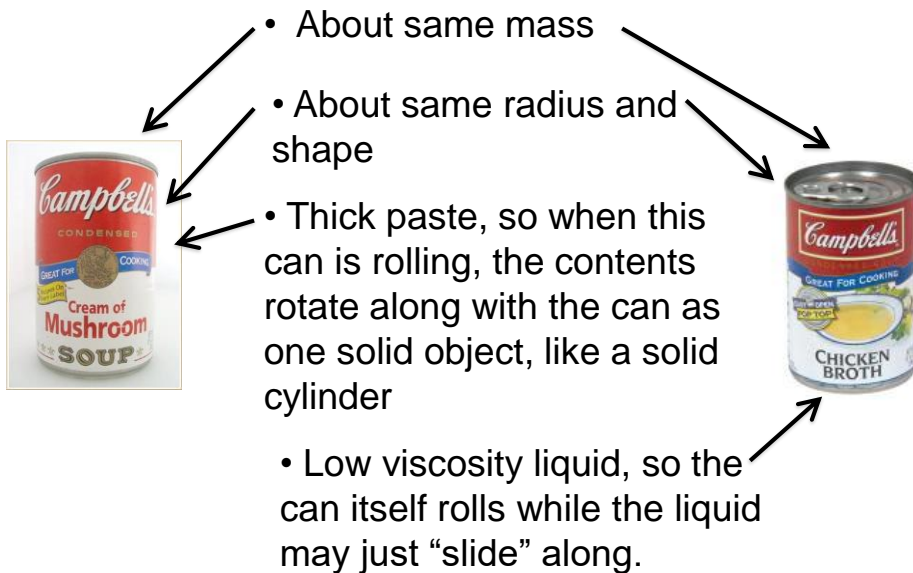 • About same mass
• About same radius and
shape
• Thick paste, so when this
can is rolling, the contents
rotate along with the can as
one solid object, like a solid
cylinder
• Low viscosity liquid, so the
can itself rolls while the liquid
may just “slide” along.
Campbell's
CONDENSED
GREAT FOR COOKING
Cream of
Mushroom
SOUP
Campbell's
GREAT FOR COOKING
POP TOP
CHICKEN
BROTH